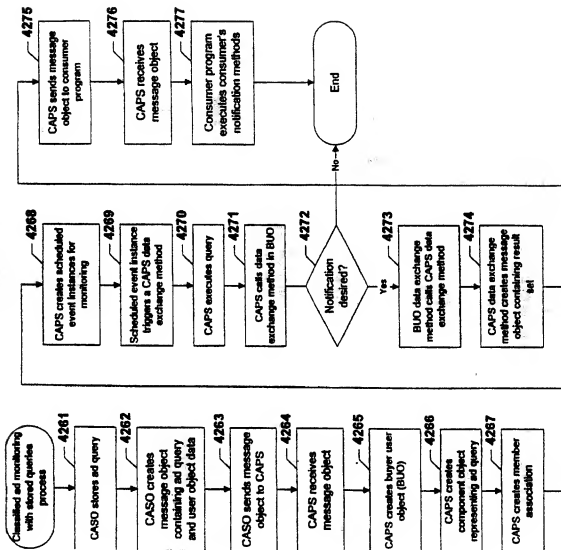 Classified ad monitoring
with stored queries
process
4261
CASO stores ad query
4262
CASO creates
message object
containing ad query
and user object data
4263
CASO sends message
object to CAPS
4264
CAPS receives
message object
4265
CAPS creates buyer user
object (BUO)
4266
CAPS creates
component object
representing ad query
4267
CAPS creates member
association
4268
CAPS creates scheduled
event instances for
monitoring
4269
Scheduled event instance
triggers a CAPS data
exchange method
4270
CAPS executes query
4271
CAPS calls data
exchange method in BUO
4272
Notification
desired?
No
Yes
4273
BUO data exchange
method calls CAPS data
exchange method
4274
CAPS data exchange
method creates message
object containing result
set
4275
CAPS sends message
object to consumer
program
4276
CAPS receives
message object
4277
Consumer program
executes consumer's
notification methods
End